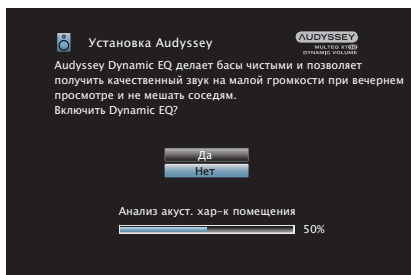 Установка Audyssey
AUDYSSEY
MULTEQ XT32
DYNAMIC VOLUME
Audyssey Dynamic EQ делает басы чистыми и позволяет
получить качественный звук на малой громкости при вечернем
просмотре и не мешать соседям.
Включить Dynamic EQ?
Да
Нет
Анализ акуст. хар-к помещения
50%